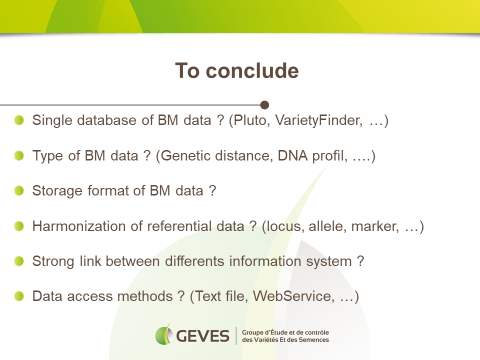 To conclude
Single database of BM data ? (Pluto, VarietyFinder, …)
Type of BM data ? (Genetic distance, DNA profil, ….)
Storage format of BM data ?
Harmonization of referential data ? (locus, allele, marker, …)
Strong link between differents information system ?
Data access methods ? (Text file, WebService, …)
GEVES
Groupe d'Étude et de contrôle
des Variétés Et des Semences